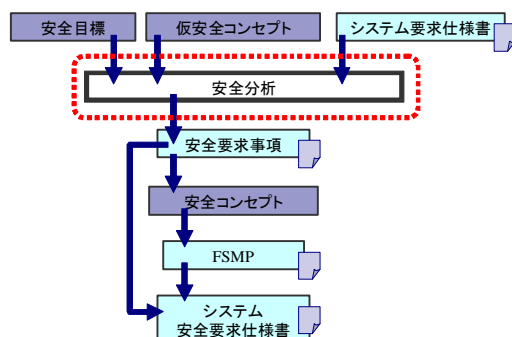 安全目標
仮安全コンセプト
システム要求仕様書
安全分析
安全要求事項
安全コンセプト
FSMP
システム
安全要求仕様書